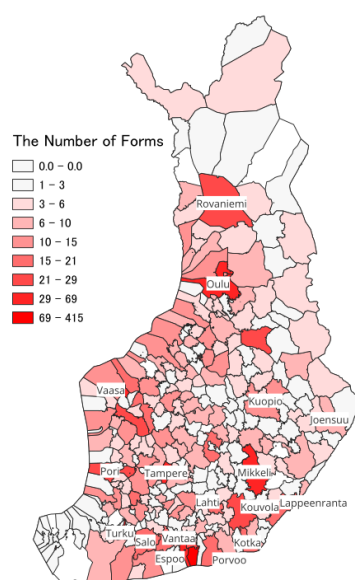 The Number of Forms
0.0 – 0.0
1 – 3
3 – 6
6 – 10
10 – 15
15 – 21
21 – 29
29 – 69
69 – 415
Rovaniemi
Oulu
Vaasa
Kuopio
Joensuu
Pori
Tampere
Mikkeli
Lahti
Kouvola
Lappeenranta
Turku
Salo
Vantaa
Kotka
Espoo
Porvoo